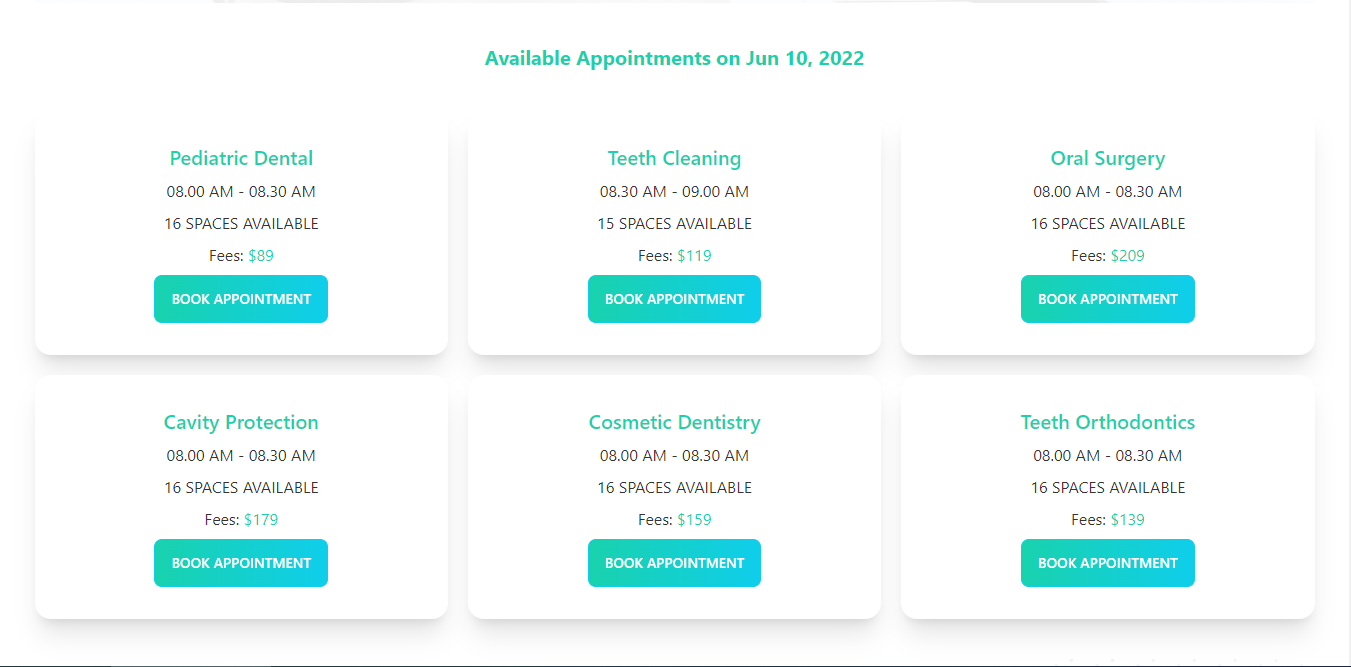 Available Appointments on Jun 10, 2022
Pediatric Dental
08.00 AM - 08.30 AM
16 SPACES AVAILABLE
Fees: $89
BOOK APPOINTMENT
Teeth Cleaning
08.30 AM - 09.00 AM
15 SPACES AVAILABLE
Fees: $119
BOOK APPOINTMENT
Oral Surgery
08.00 AM - 08.30 AM
16 SPACES AVAILABLE
Fees: $209
BOOK APPOINTMENT
Cavity Protection
08.00 AM - 08.30 AM
16 SPACES AVAILABLE
Fees: $179
BOOK APPOINTMENT
Cosmetic Dentistry
08.00 AM - 08.30 AM
16 SPACES AVAILABLE
Fees: $159
BOOK APPOINTMENT
Teeth Orthodontics
08.00 AM - 08.30 AM
16 SPACES AVAILABLE
Fees: $139
BOOK APPOINTMENT